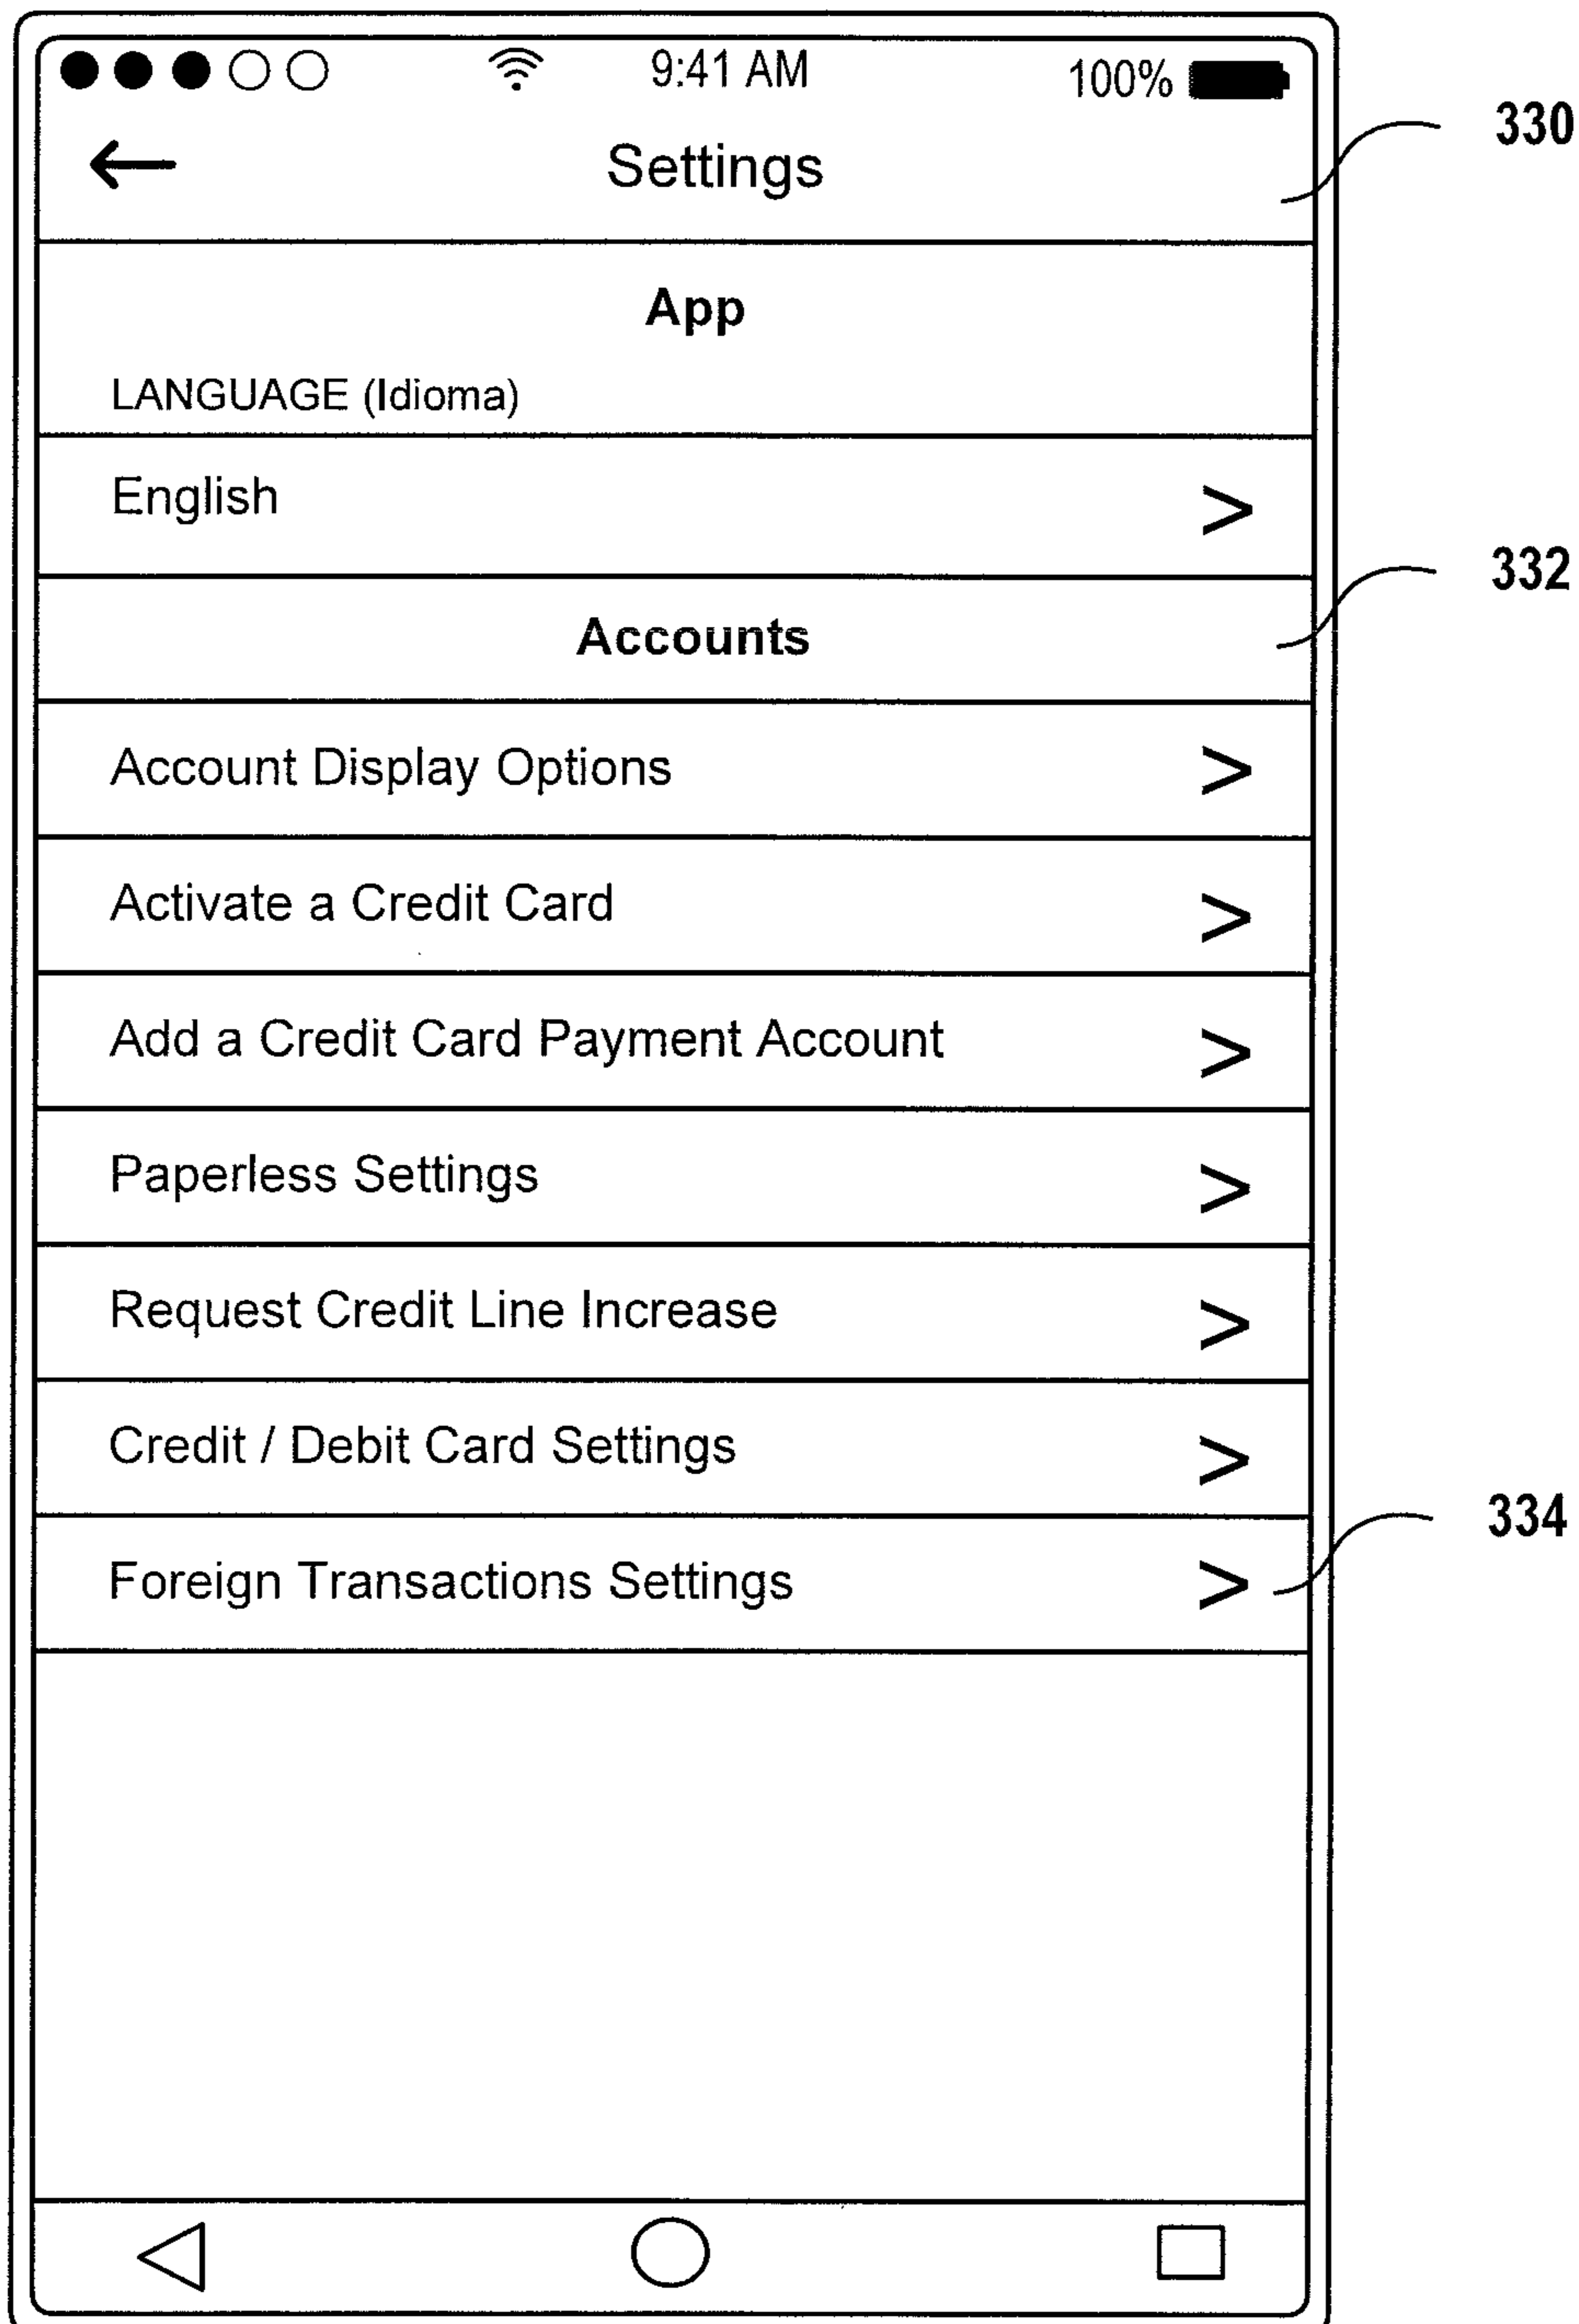 9:41 AM 100%
330
Settings
App
LANGUAGE (Idioma)
English >
332
Accounts
Account Display Options >
Activate a Credit Card >
Add a Credit Card Payment Account >
Paperless Settings >
Request Credit Line Increase >
Credit / Debit Card Settings >
334
Foreign Transactions Settings >